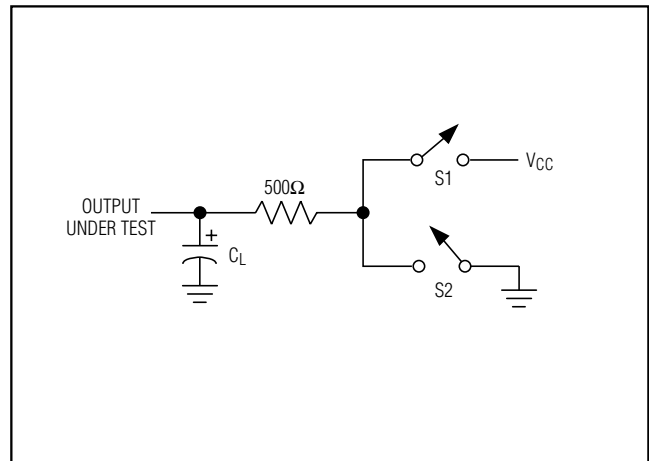 500Ω
OUTPUT
UNDER TEST
+
CL
S1
VCC
S2